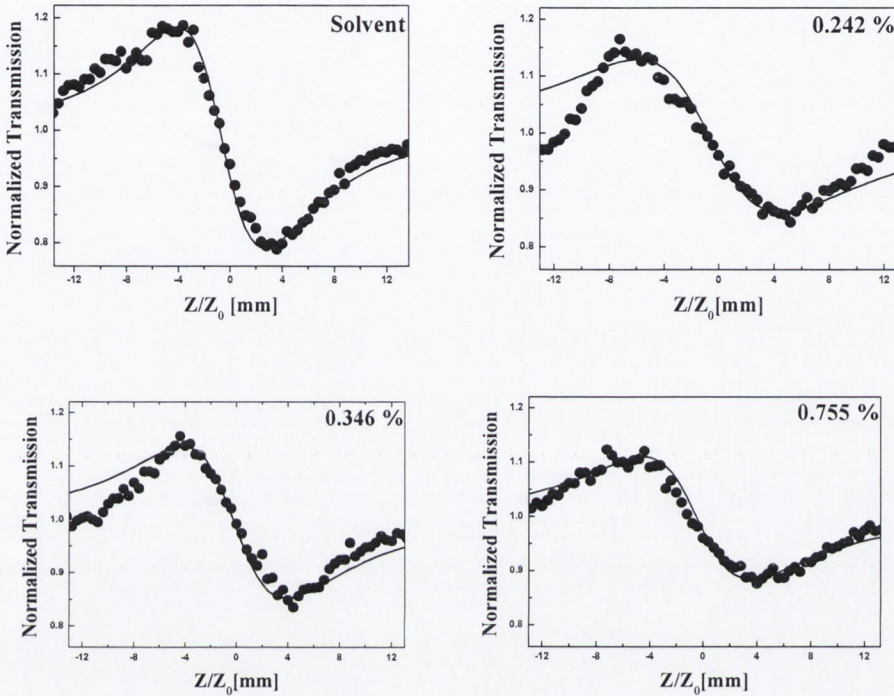 Solvent
Normalized Transmission
1.2
1.1
1.0
0.9
0.8
-12 -8 -4 0 4 8 12
Z/Z0 [mm]
0.242 %
Normalized Transmission
1.2
1.1
1.0
0.9
0.8
-12 -8 -4 0 4 8 12
Z/Z0[mm]
0.346 %
Normalized Transmission
1.2
1.1
1.0
0.9
0.8
-12 -8 -4 0 4 8 12
Z/Z0[mm]
0.755 %
Normalized Transmission
1.2
1.1
1.0
0.9
0.8
-12 -8 -4 0 4 8 12
Z/Z0[mm]